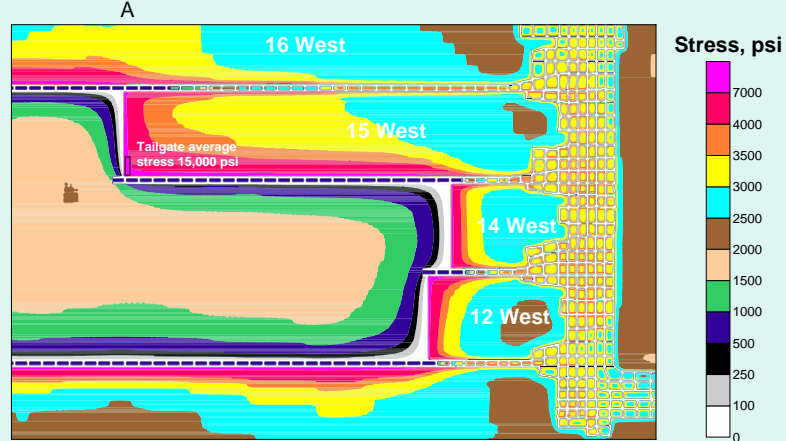 A
16 West
Stress, psi
15 West
Tailgate average
stress 15,000 psi
14 West
12 West
7000
4000
3500
3000
2500
2000
1500
1000
500
250
100
0